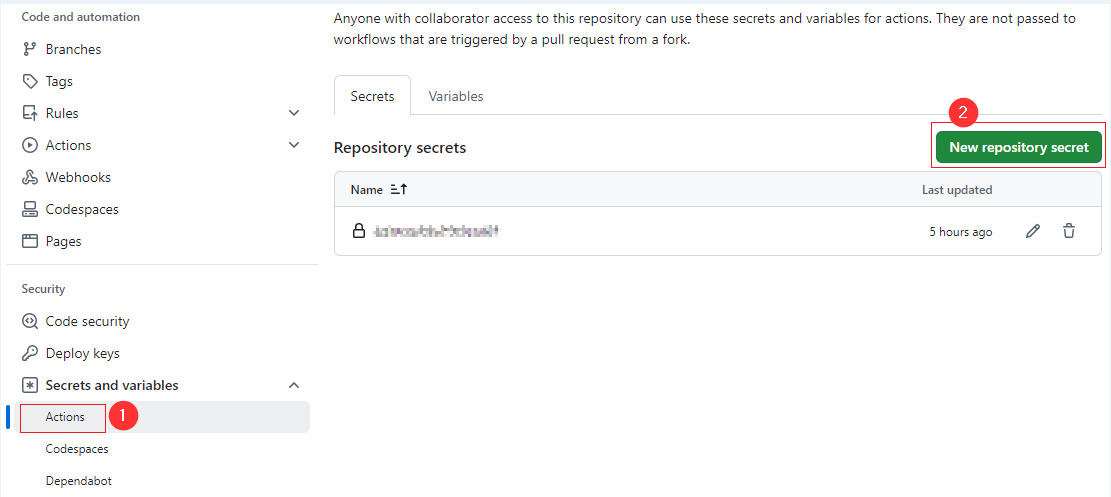 Code and automation
Branches
Tags
Rules
Actions
Webhooks
Codespaces
Pages
Security
Code security
Deploy keys
Secrets and variables
Actions
1
Codespaces
Dependabot
Anyone with collaborator access to this repository can use these secrets and variables for actions. They are not passed to
workflows that are triggered by a pull request from a fork.
Secrets
Variables
2
Repository secrets
New repository secret
Name
Last updated
5 hours ago